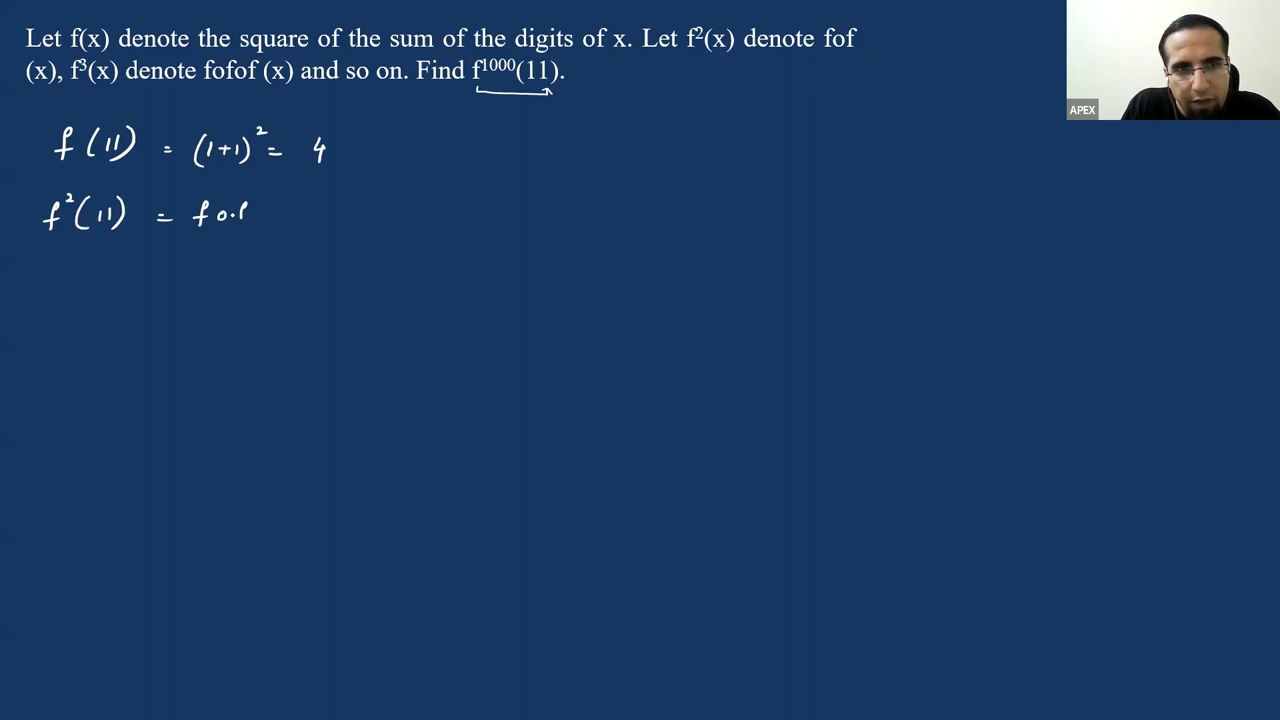 Let f(x) denote the square of the sum of the digits of x. Let f²(x) denote fof
(x), f³(x) denote fofof (x) and so on. Find f¹⁰⁰⁰(11).
APEX
f(11) = (1+1)² = 4
f²(11) = fof